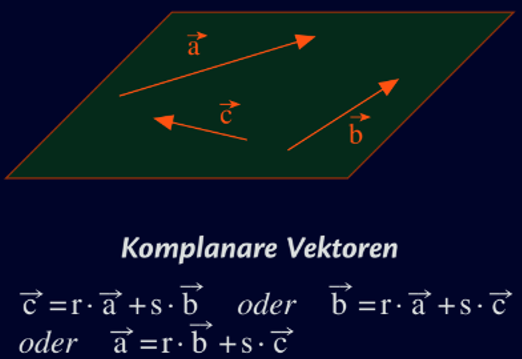 a⃗
c⃗
b⃗
Komplanare Vektoren
c⃗ =r· a⃗ +s· b⃗ oder b⃗ =r· a⃗ +s· c⃗
oder a⃗ =r· b⃗ +s· c⃗